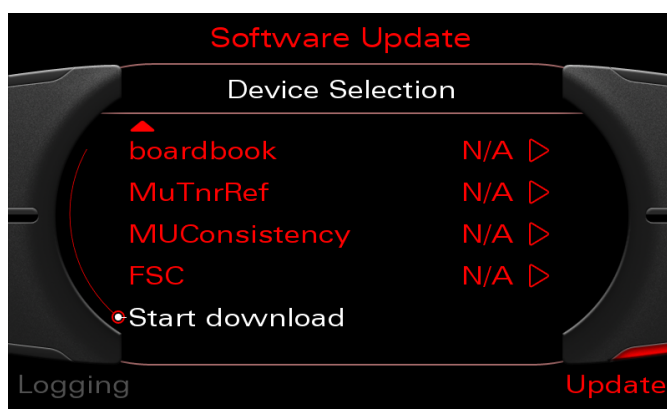 Software Update
Device Selection
boardbook N/A
MuTnrRef N/A
MUConsistency N/A
FSC N/A
Start download
Logging Update